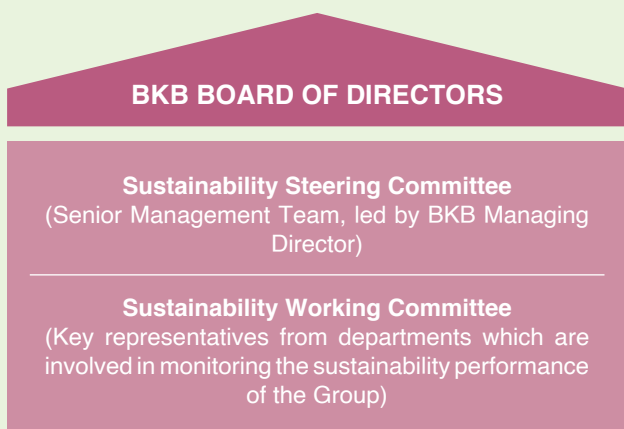 BKB BOARD OF DIRECTORS
Sustainability Steering Committee
(Senior Management Team, led by BKB Managing
Director)
Sustainability Working Committee
(Key representatives from departments which are
involved in monitoring the sustainability performance
of the Group)